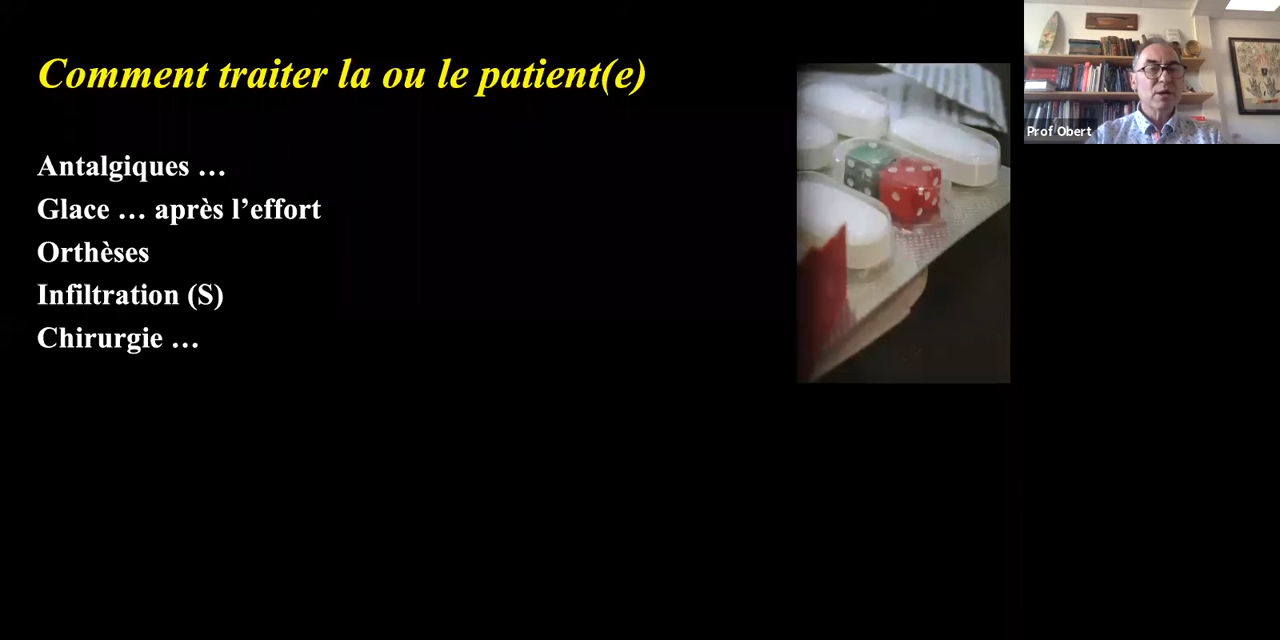 Comment traiter la ou le patient(e)
Antalgiques …
Glace … après l’effort
Orthèses
Infiltration (S)
Chirurgie …
Prof Obert